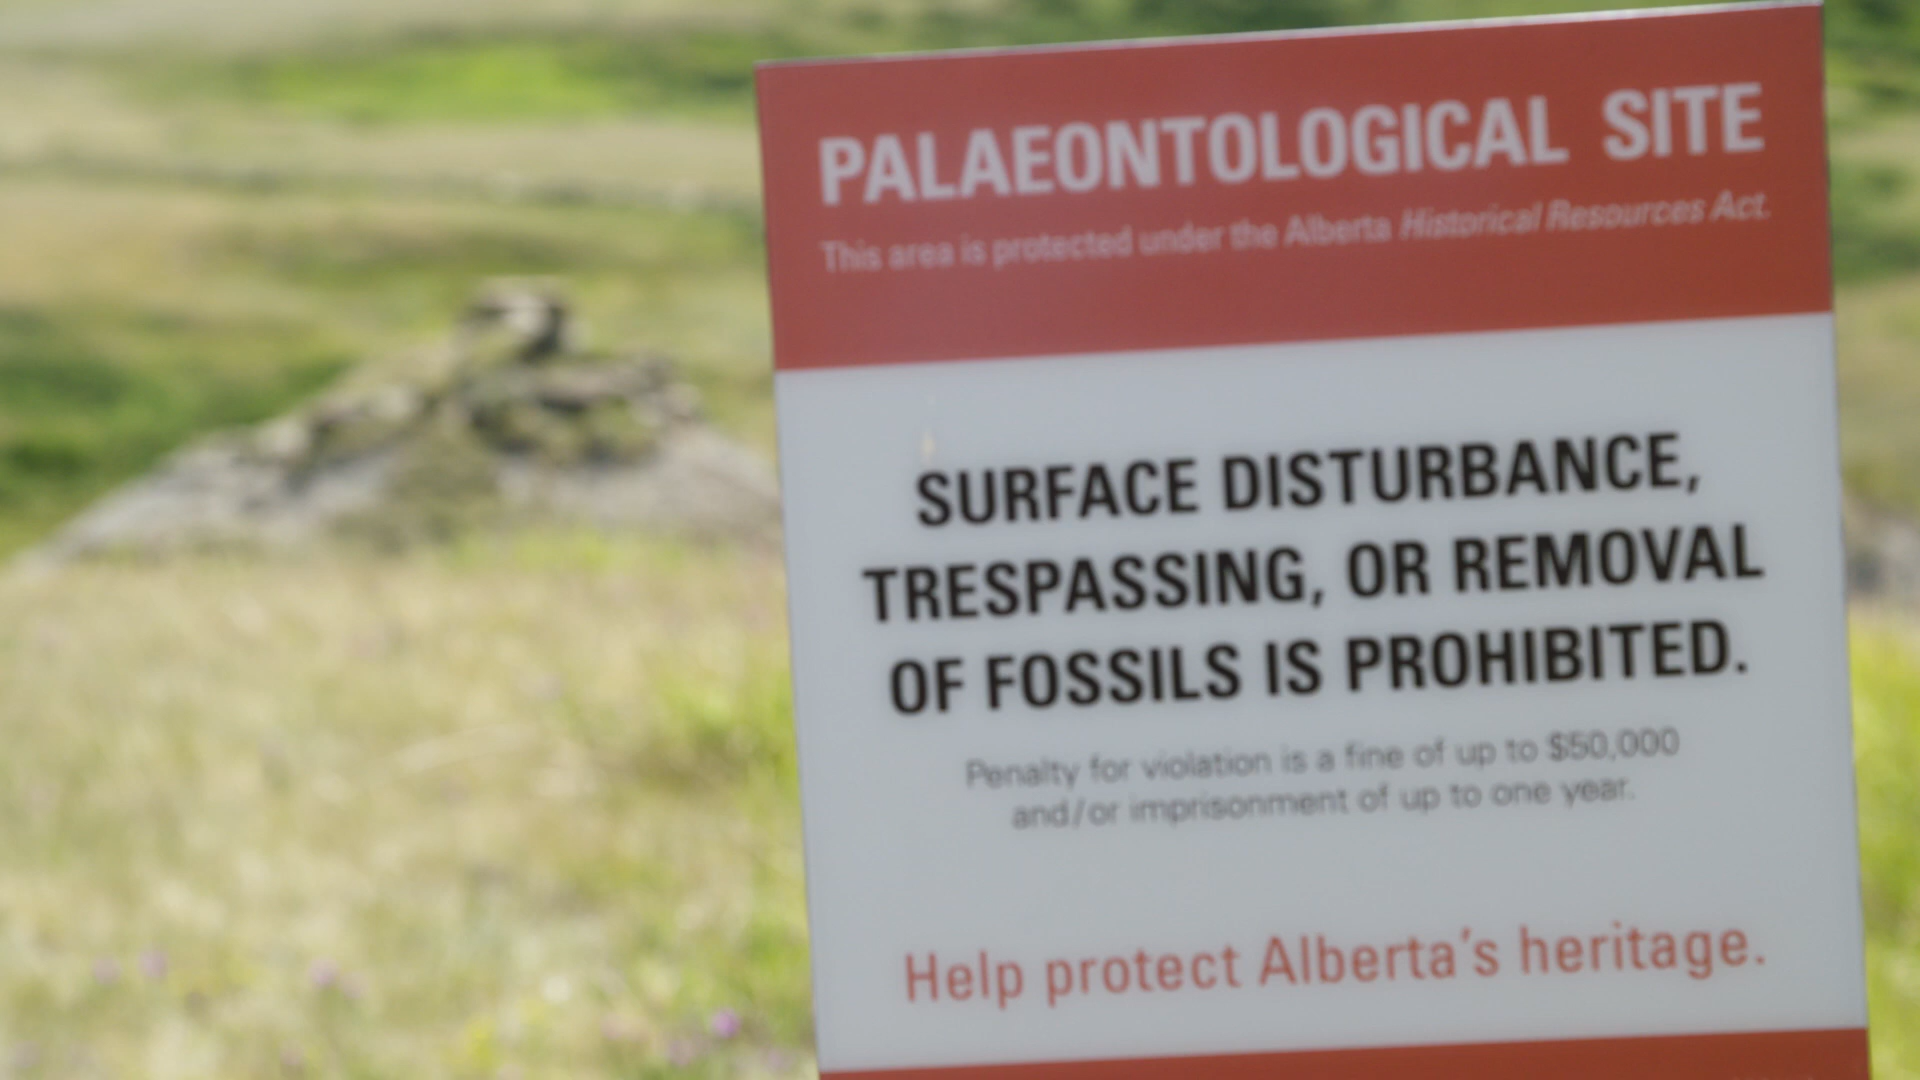 PALAEONTOLOGICAL SITE
This area is protected under the Alberta Historical Resources Act.
SURFACE DISTURBANCE,
TRESPASSING, OR REMOVAL
OF FOSSILS IS PROHIBITED.
Penalty for violation is a fine of up to $50,000
and/or imprisonment of up to one year.
Help protect Alberta's heritage.